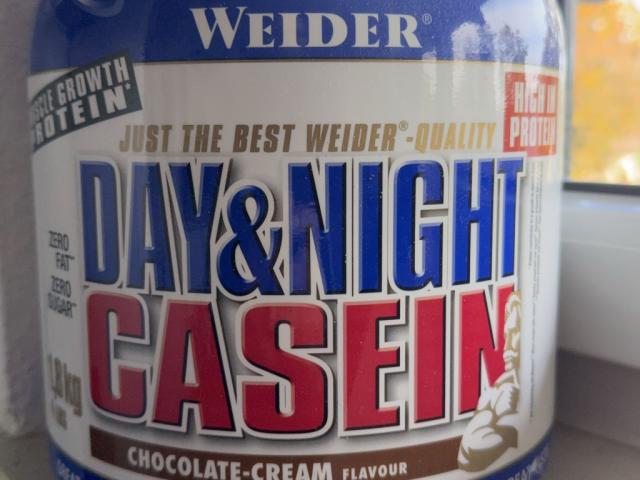 WEIDER®
MUSCLE GROWTH
PROTEIN*
HIGH IN
PROTEIN
JUST THE BEST WEIDER®-QUALITY
DAY&NIGHT
CASEIN
ZERO
FAT
ZERO
SUGAR
1,8 kg
CHOCOLATE-CREAM FLAVOUR